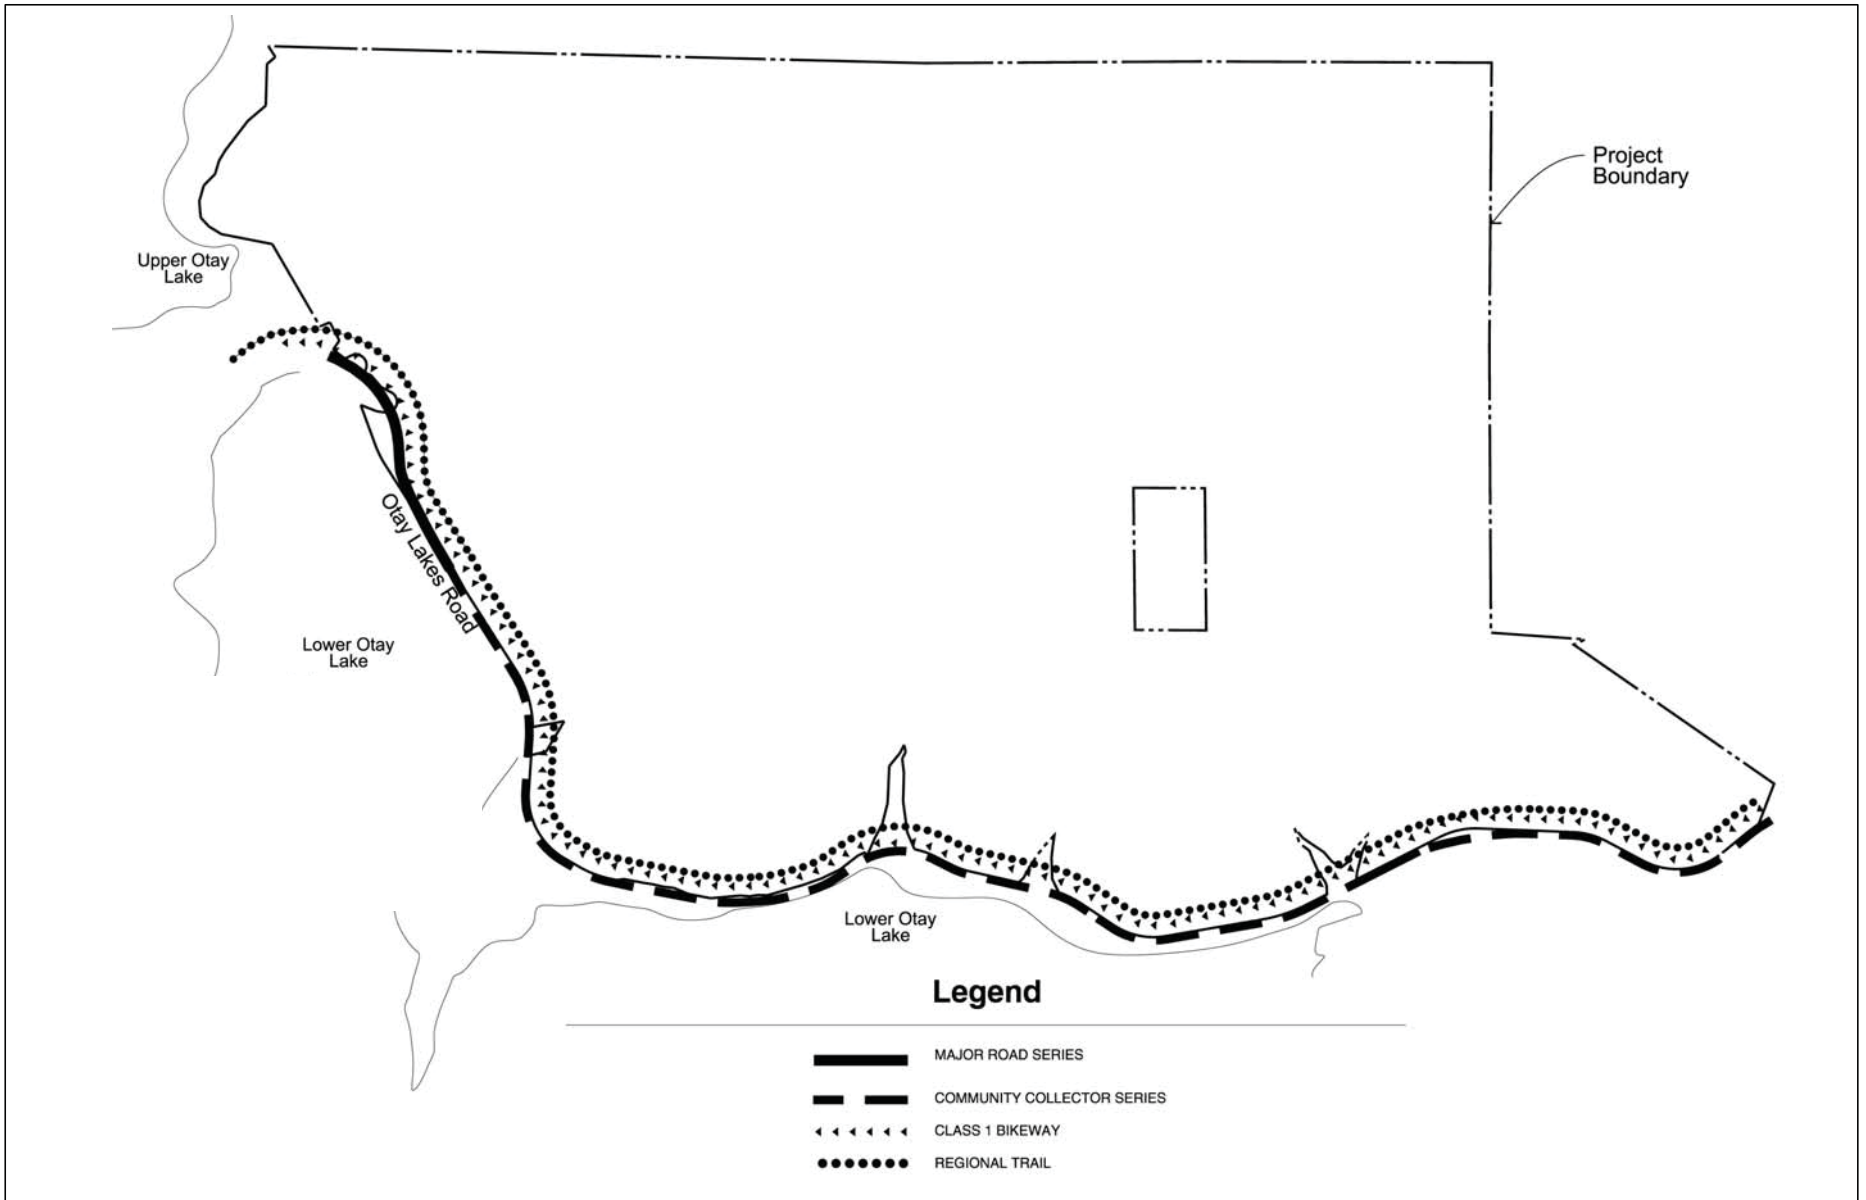 Project
Boundary
Upper Otay
Lake
Otay Lakes Road
Lower Otay
Lake
Lower Otay
Lake
Legend
MAJOR ROAD SERIES
COMMUNITY COLLECTOR SERIES
CLASS 1 BIKEWAY
REGIONAL TRAIL